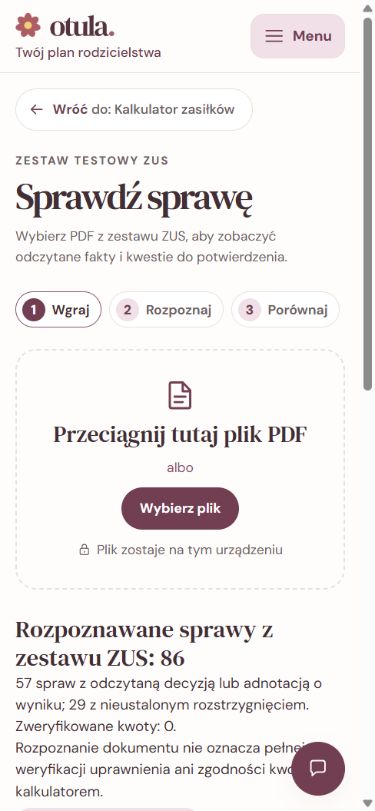 otula.
Twój plan rodzicielstwa
Menu
← Wróć do: Kalkulator zasiłków
ZESTAW TESTOWY ZUS
Sprawdź sprawę
Wybierz PDF z zestawu ZUS, aby zobaczyć
odczytane fakty i kwestie do potwierdzenia.
1 Wgraj
2 Rozpoznaj
3 Porównaj
Przeciągnij tutaj plik PDF
albo
Wybierz plik
Plik zostaje na tym urządzeniu
Rozpoznawane sprawy z
zestawu ZUS: 86
57 spraw z odczytaną decyzją lub adnotacją o
wyniku; 29 z nieustalonym rozstrzygnięciem.
Zweryfikowane kwoty: 0.
Rozpoznanie dokumentu nie oznacza
weryfikacji uprawnienia ani zgodności
kalkulatorem.